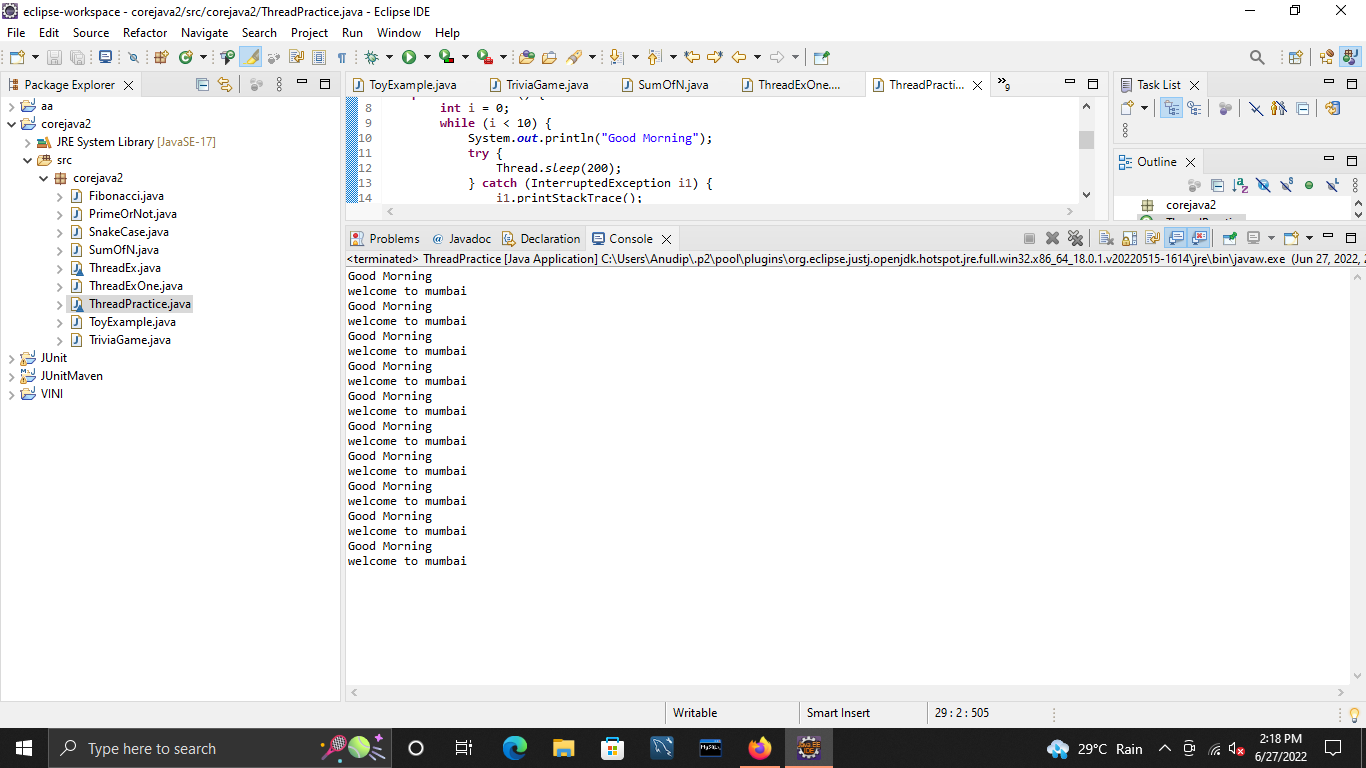 eclipse-workspace - corejava2/src/corejava2/ThreadPractice.java - Eclipse IDE
File Edit Source Refactor Navigate Search Project Run Window Help
Package Explorer
aa
corejava2
JRE System Library [JavaSE-17]
src
corejava2
Fibonacci.java
PrimeOrNot.java
SnakeCase.java
SumOfN.java
ThreadEx.java
ThreadExOne.java
ThreadPractice.java
ToyExample.java
TriviaGame.java
JUnit
JUnitMaven
VINI
ToyExample.java TriviaGame.java SumOfN.java ThreadExOne.... ThreadPracti... »9
8 int i = 0;
9 while (i < 10) {
10 System.out.println("Good Morning");
11 try {
12 Thread.sleep(200);
13 } catch (InterruptedException i1) {
14 i1.printStackTrace();
Task List
Outline
corejava2
Problems @ Javadoc Declaration Console
<terminated> ThreadPractice [Java Application] C:\Users\Anudip\.p2\pool\plugins\org.eclipse.justj.openjdk.hotspot.jre.full.win32.x86_64_18.0.1.v20220515-1614\jre\bin\javaw.exe (Jun 27, 2022,
Good Morning
welcome to mumbai
Good Morning
welcome to mumbai
Good Morning
welcome to mumbai
Good Morning
welcome to mumbai
Good Morning
welcome to mumbai
Good Morning
welcome to mumbai
Good Morning
welcome to mumbai
Good Morning
welcome to mumbai
Good Morning
welcome to mumbai
Good Morning
welcome to mumbai
Writable Smart Insert 29 : 2 : 505
Type here to search
29°C Rain
2:18 PM
6/27/2022